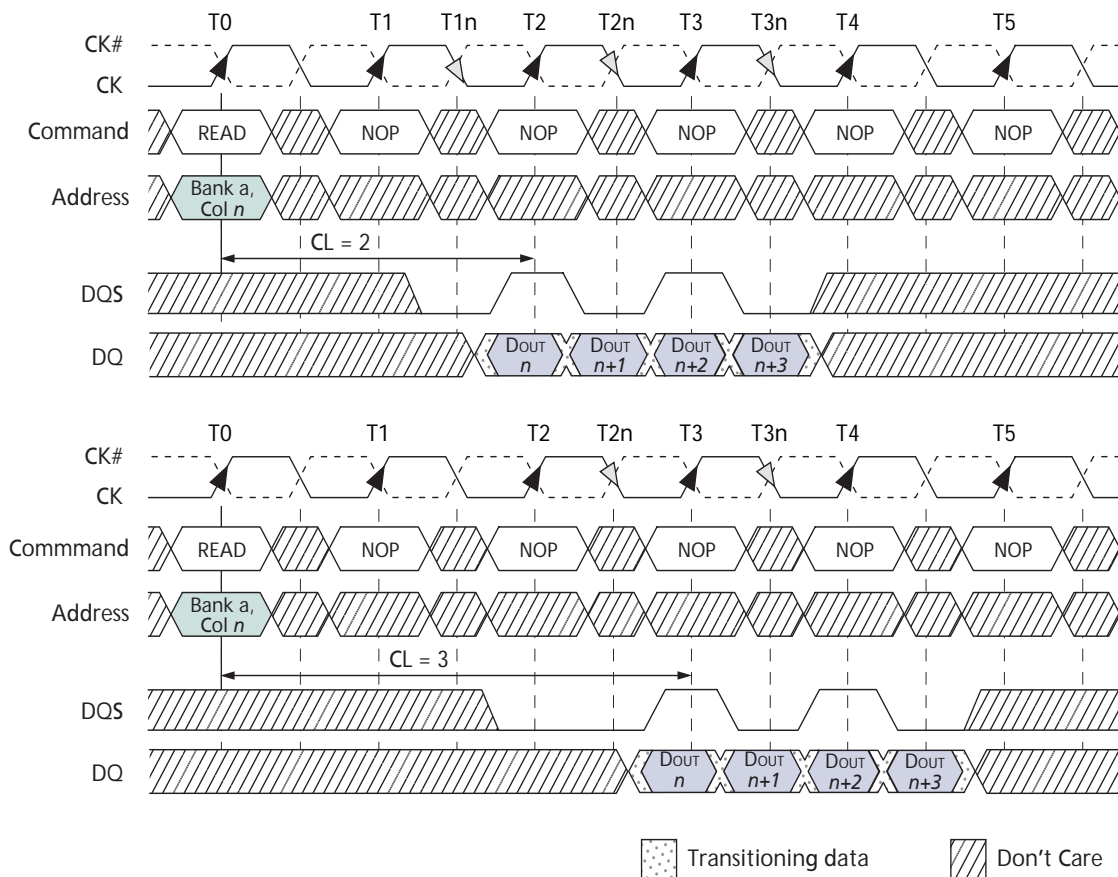 T0 T1 T1n T2 T2n T3 T3n T4 T5
CK#
CK
Command READ NOP NOP NOP NOP NOP
Address Bank a,
Col n
CL = 2
DQS
DQ DOUT DOUT DOUT DOUT
n n+1 n+2 n+3
T0 T1 T2 T2n T3 T3n T4 T5
CK#
CK
Commmand READ NOP NOP NOP NOP NOP
Address Bank a,
Col n
CL = 3
DQS
DQ DOUT DOUT DOUT DOUT
n n+1 n+2 n+3
Transitioning data Don't Care